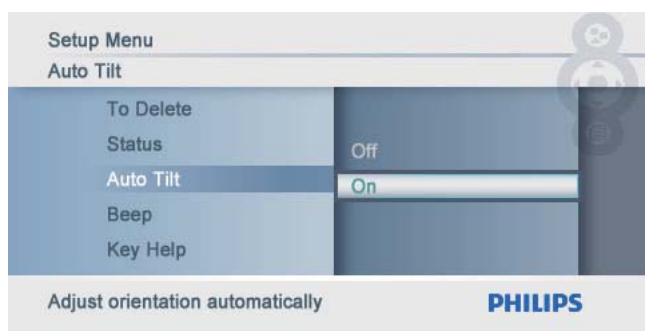 Setup Menu
Auto Tilt
To Delete
Status
Auto Tilt
Beep
Key Help
Off
On
Adjust orientation automatically
PHILIPS